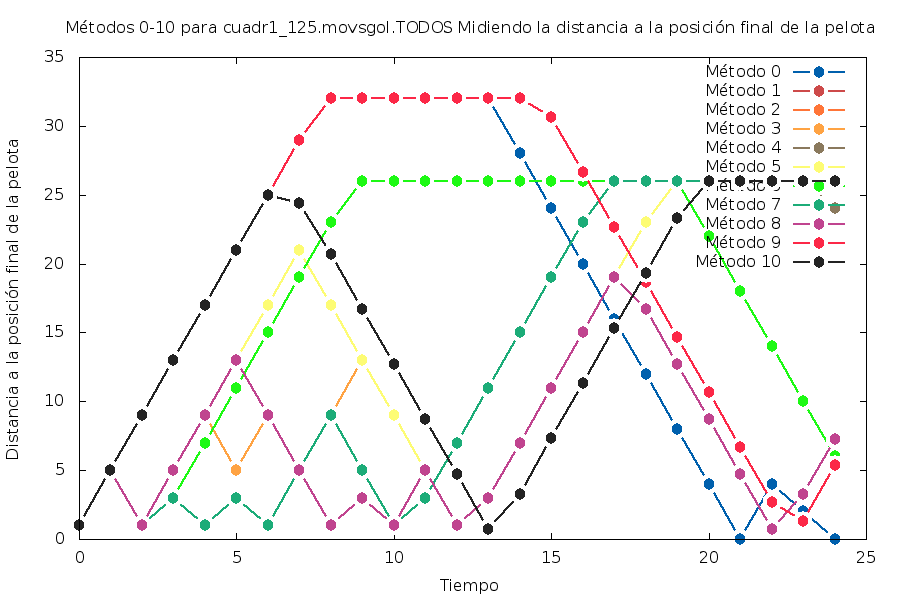 Métodos 0-10 para cuadr1_125.movsgol.TODOS Midiendo la distancia a la posición final de la pelota
35
30
25
20
15
10
5
0
Distancia a la posición final de la pelota
Método 0
Método 1
Método 2
Método 3
Método 4
Método 5
Método 7
Método 8
Método 9
Método 10
0
5
10
15
20
25
Tiempo